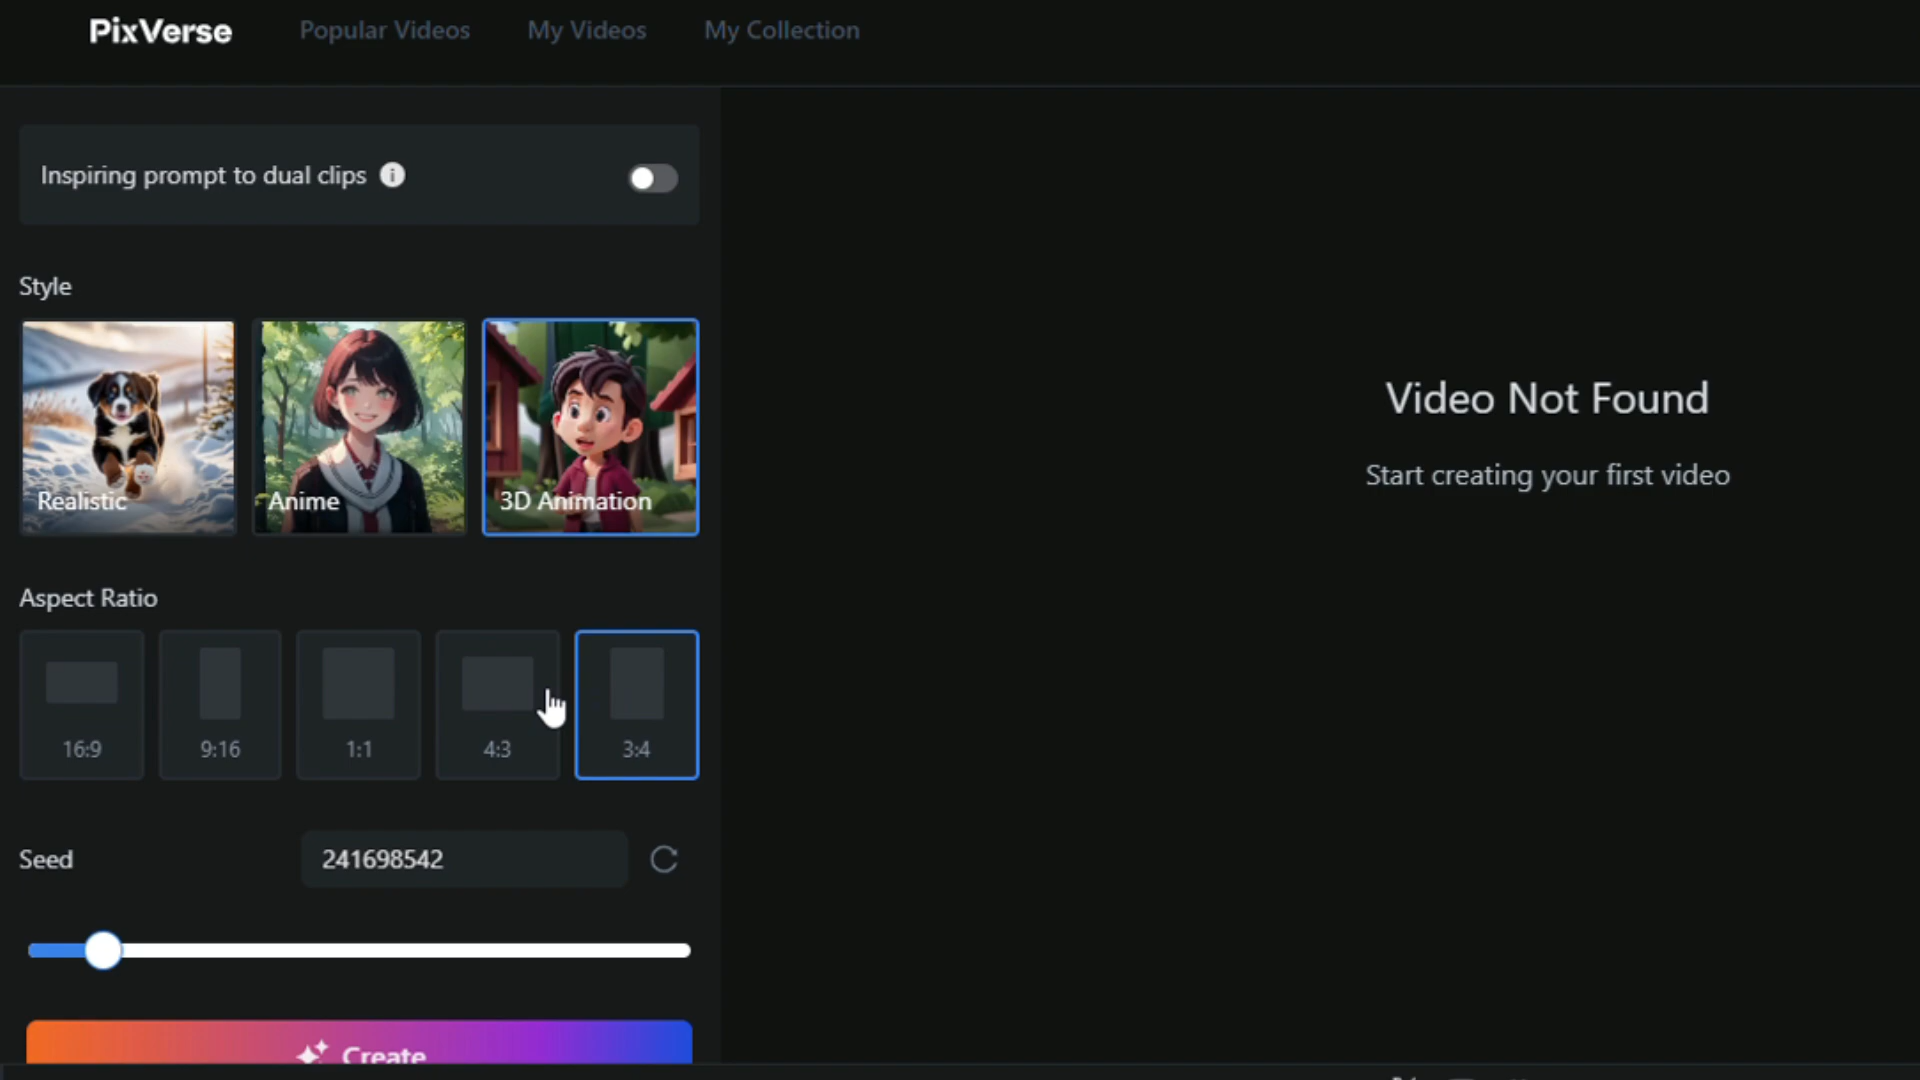 PixVerse
Popular Videos
My Videos
My Collection
Inspiring prompt to dual clips
Style
Realistic
Anime
3D Animation
Aspect Ratio
16:9
9:16
1:1
4:3
3:4
Seed
241698542
Create
Video Not Found
Start creating your first video